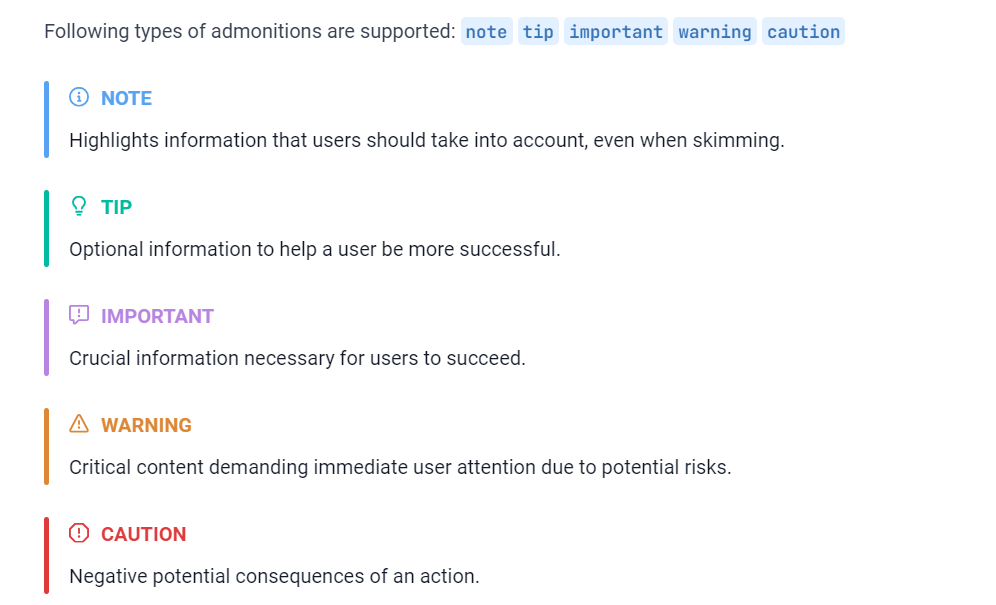 Following types of admonitions are supported: note tip important warning caution
NOTE
Highlights information that users should take into account, even when skimming.
TIP
Optional information to help a user be more successful.
IMPORTANT
Crucial information necessary for users to succeed.
WARNING
Critical content demanding immediate user attention due to potential risks.
CAUTION
Negative potential consequences of an action.